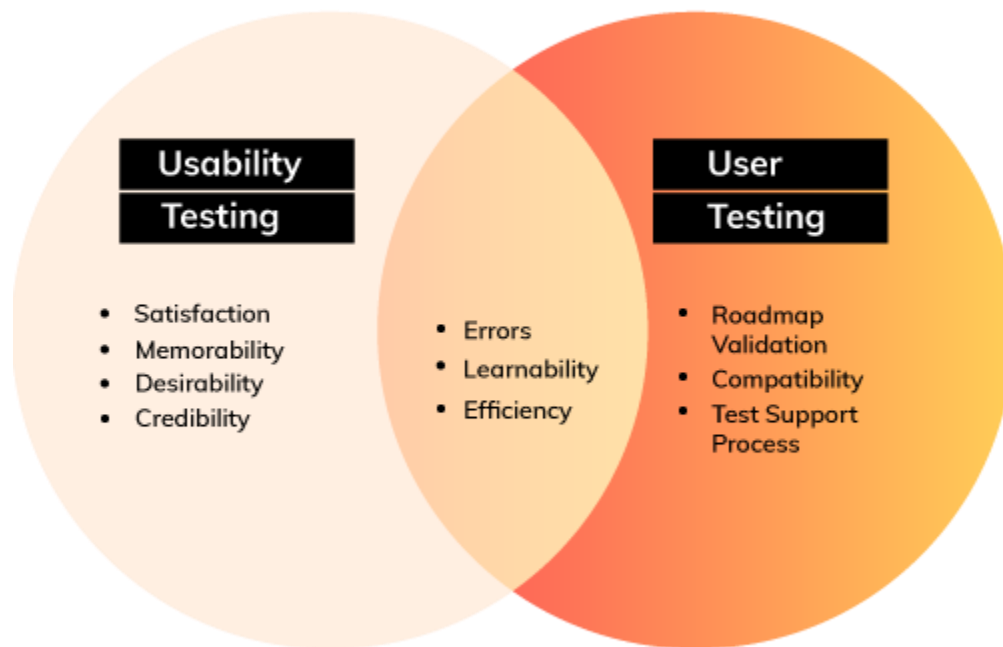 Usability
Testing
• Satisfaction
• Memorability
• Desirability
• Credibility
• Errors
• Learnability
• Efficiency
User
Testing
• Roadmap
Validation
• Compatibility
• Test Support
Process